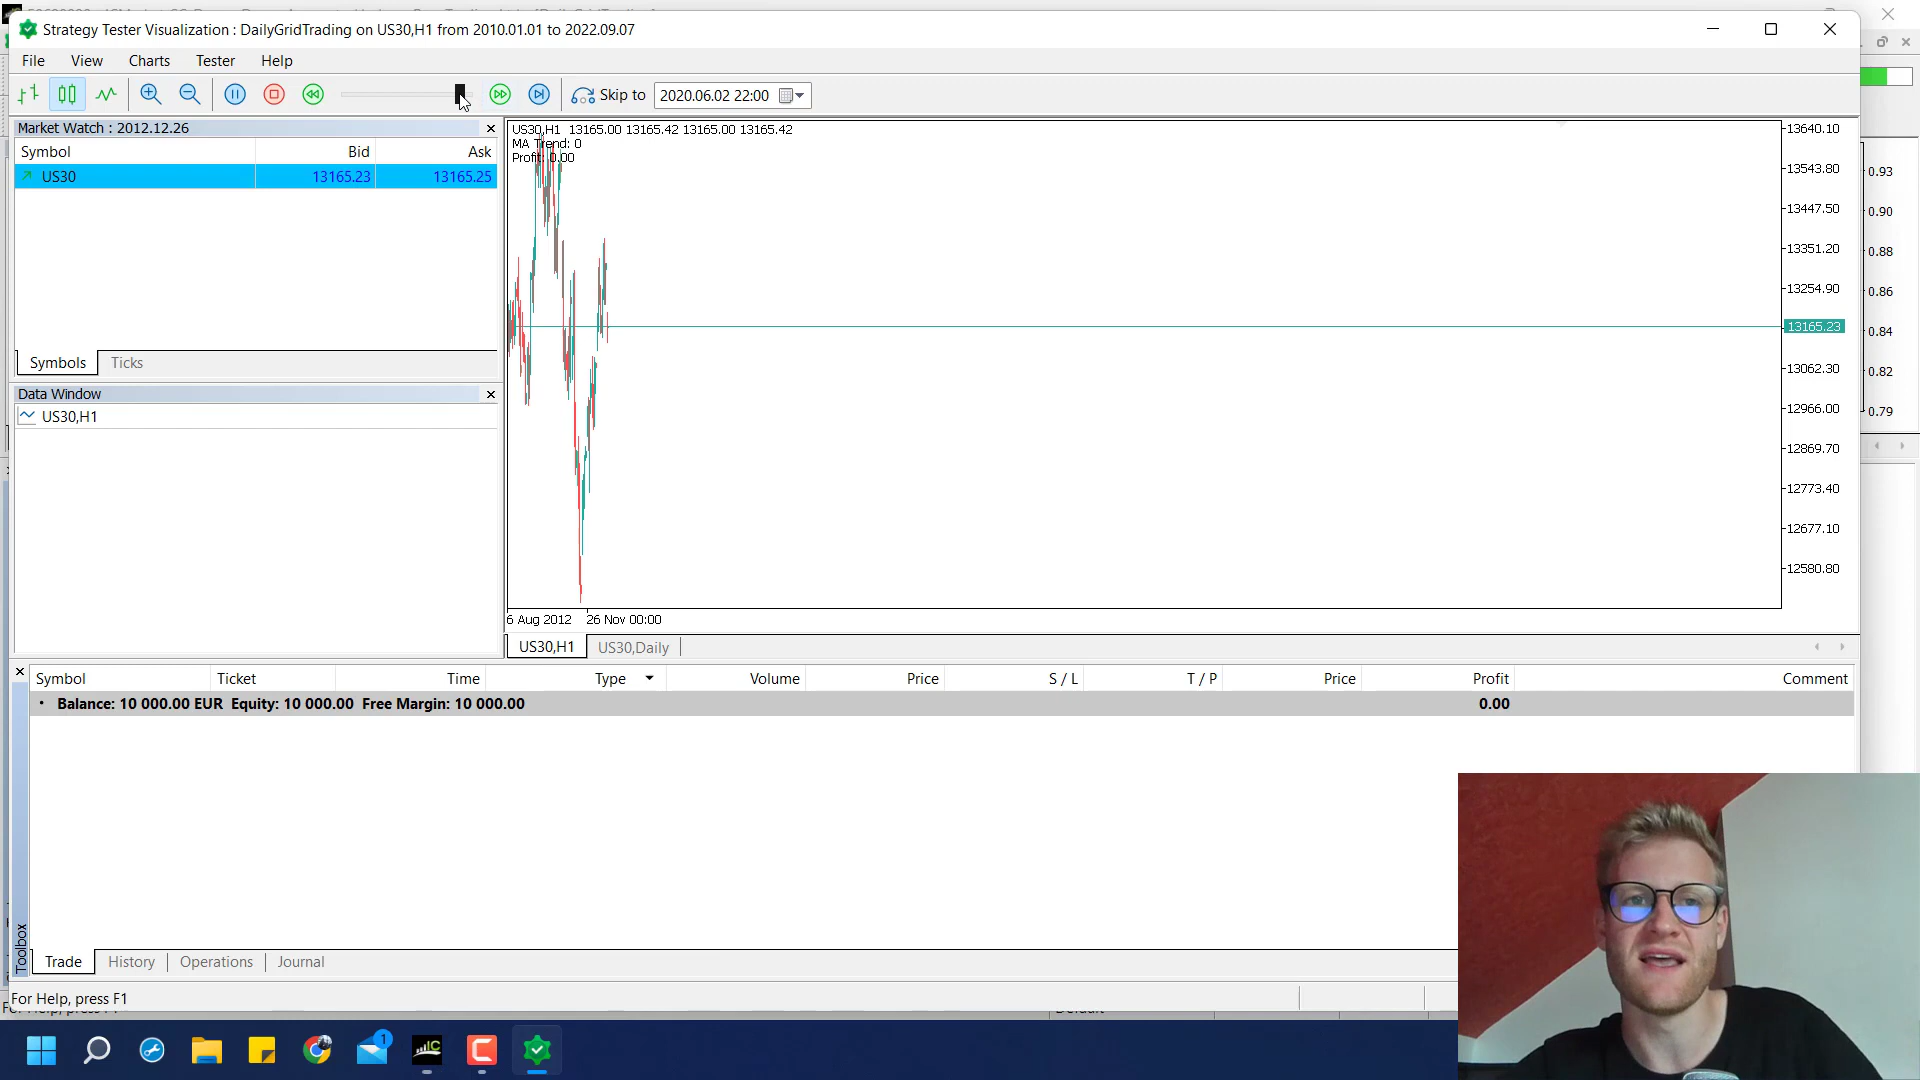 Strategy Tester Visualization : DailyGridTrading on US30,H1 from 2010.01.01 to 2022.09.07
File View Charts Tester Help
Skip to 2020.06.02 22:00
Market Watch : 2012.12.26
Symbol Bid Ask
US30 13165.23 13165.25
Symbols Ticks
Data Window
US30,H1
US30,H1 13165.00 13165.42 13165.00 13165.42
MA Trend: 0
Profit: 0.00
13640.10
13543.80
13447.50
13351.20
13254.90
13165.23
13062.30
12966.00
12869.70
12773.40
12677.10
12580.80
6 Aug 2012 26 Nov 00:00
US30,H1 US30,Daily
0.93
0.90
0.88
0.86
0.84
0.82
0.79
Symbol Ticket Time Type Volume Price S / L T / P Price Profit Comment
Balance: 10 000.00 EUR Equity: 10 000.00 Free Margin: 10 000.00 0.00
Toolbox
Trade History Operations Journal
For Help, press F1
1
IC